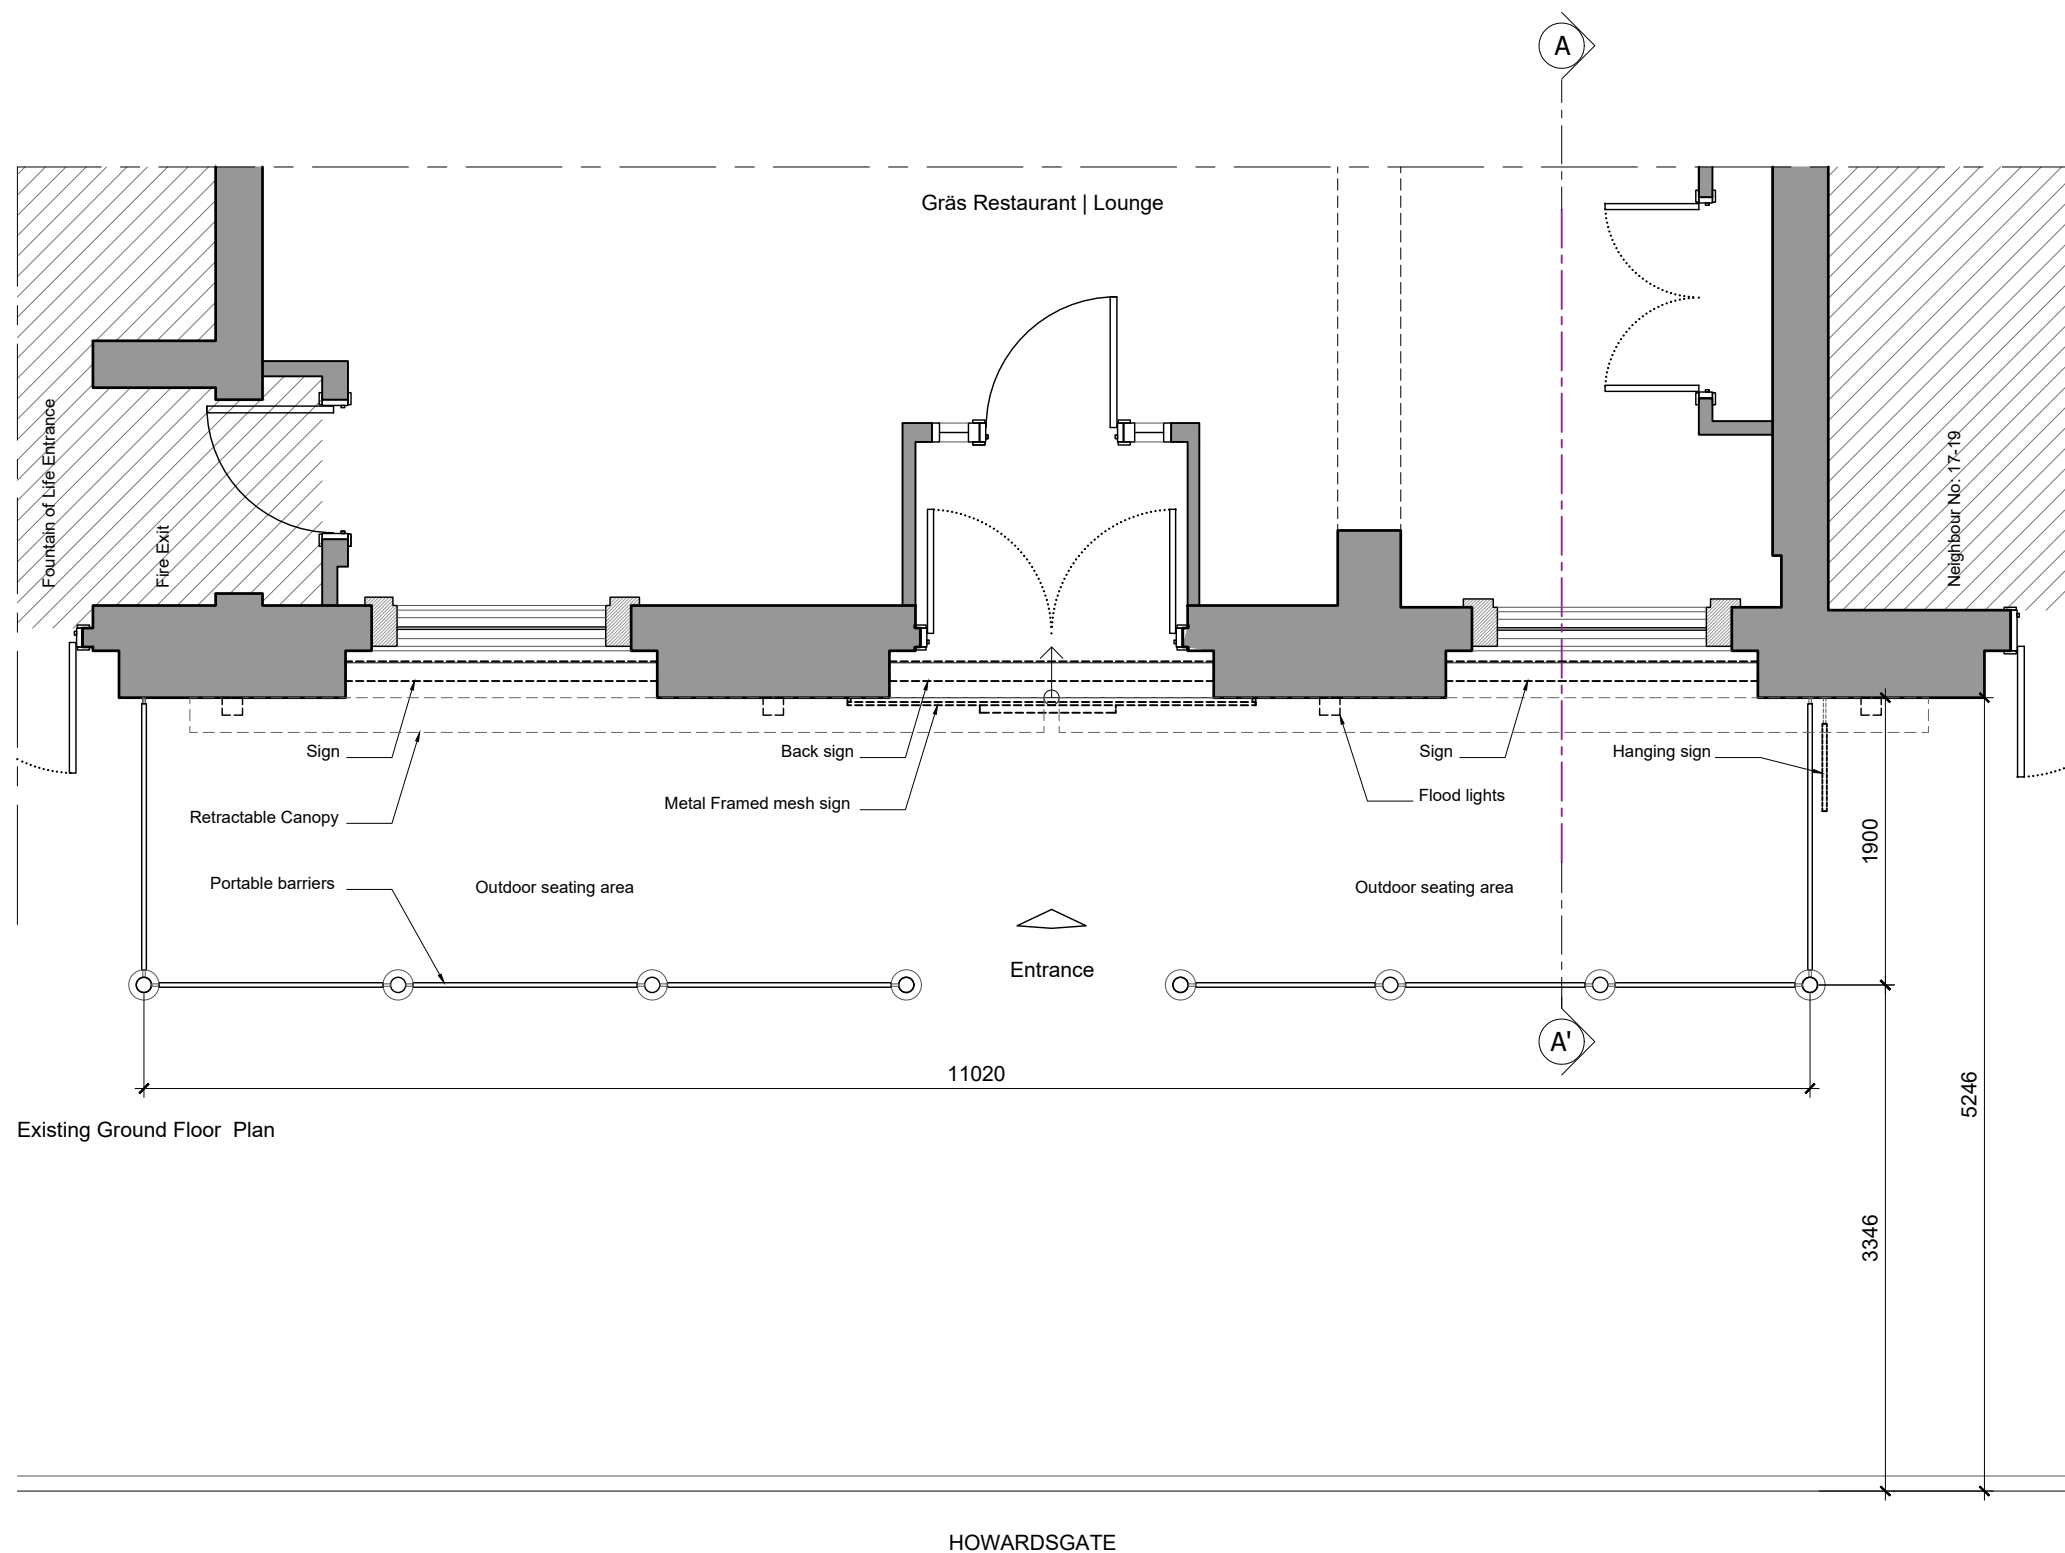 A
Gräs Restaurant | Lounge
Fountain of Life Entrance
Fire Exit
Neighbour No: 17-19
Sign
Back sign
Sign
Hanging sign
Retractable Canopy
Metal Framed mesh sign
Flood lights
1900
Portable barriers
Outdoor seating area
Outdoor seating area
Entrance
A'
11020
5246
Existing Ground Floor  Plan
3346
HOWARDSGATE